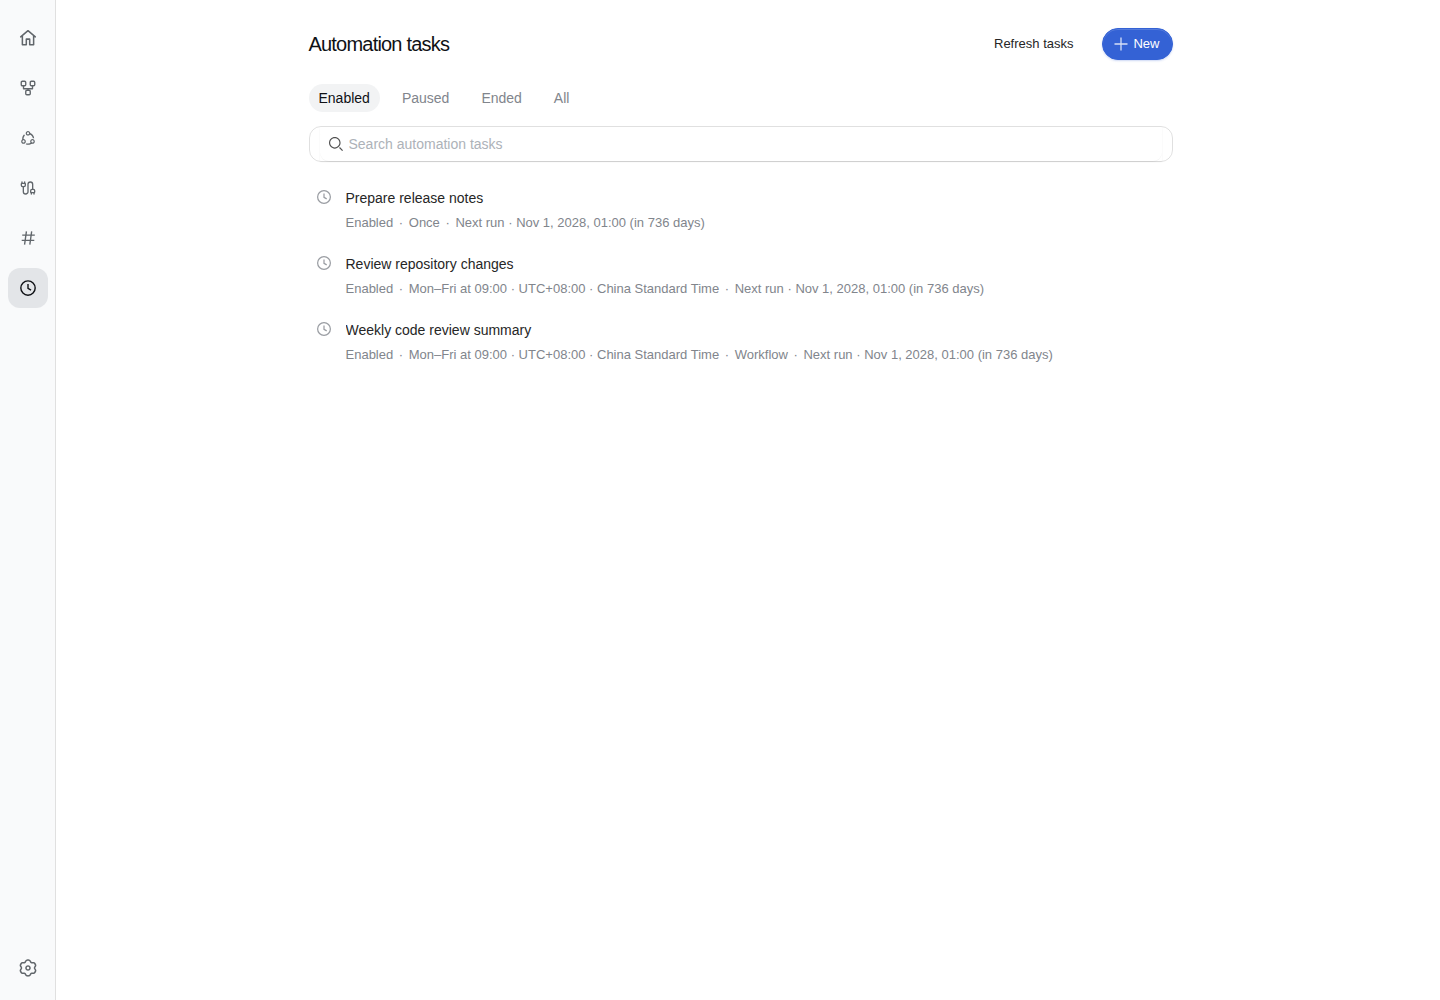 Automation tasks
Refresh tasks
New
Enabled
Paused
Ended
All
Search automation tasks
Prepare release notes
Enabled · Once · Next run · Nov 1, 2028, 01:00 (in 736 days)
Review repository changes
Enabled · Mon–Fri at 09:00 · UTC+08:00 · China Standard Time · Next run · Nov 1, 2028, 01:00 (in 736 days)
Weekly code review summary
Enabled · Mon–Fri at 09:00 · UTC+08:00 · China Standard Time · Workflow · Next run · Nov 1, 2028, 01:00 (in 736 days)